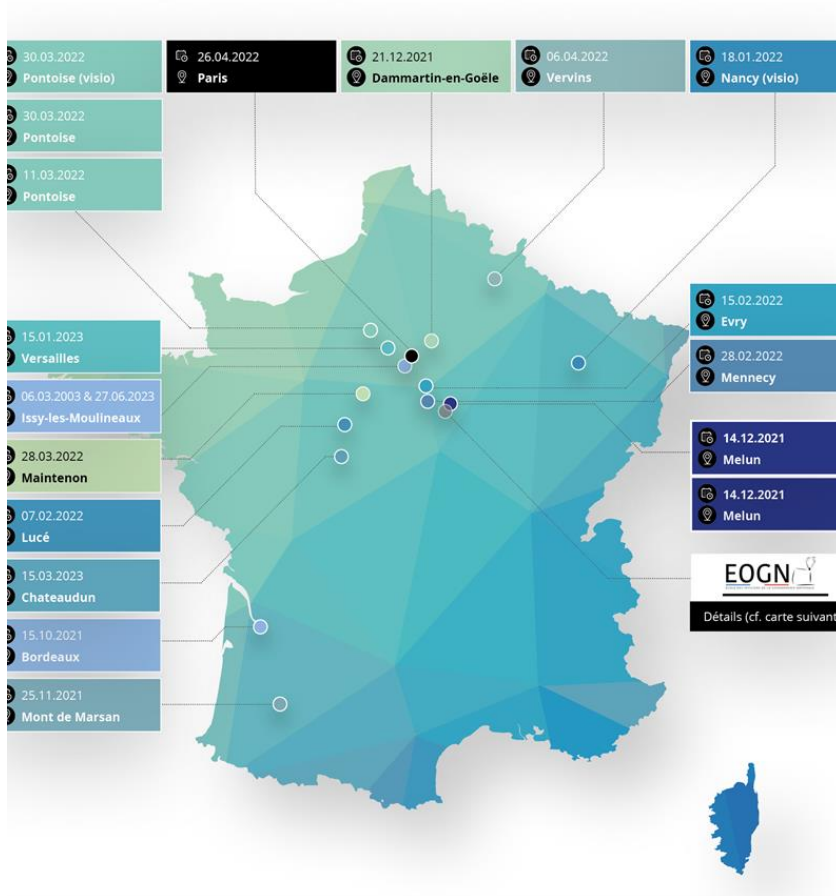 30.03.2022
Pontoise (visio)
26.04.2022
Paris
21.12.2021
Dammartin-en-Goële
06.04.2022
Vervins
18.01.2022
Nancy (visio)
30.03.2022
Pontoise
11.03.2022
Pontoise
15.01.2023
Versailles
06.03.2003 & 27.06.2023
Issy-les-Moulineaux
28.03.2022
Maintenon
07.02.2022
Lucé
15.03.2023
Chateaudun
15.10.2021
Bordeaux
25.11.2021
Mont de Marsan
15.02.2022
Evry
28.02.2022
Mennecy
14.12.2021
Melun
14.12.2021
Melun
EOGN
Détails (cf. carte suivant